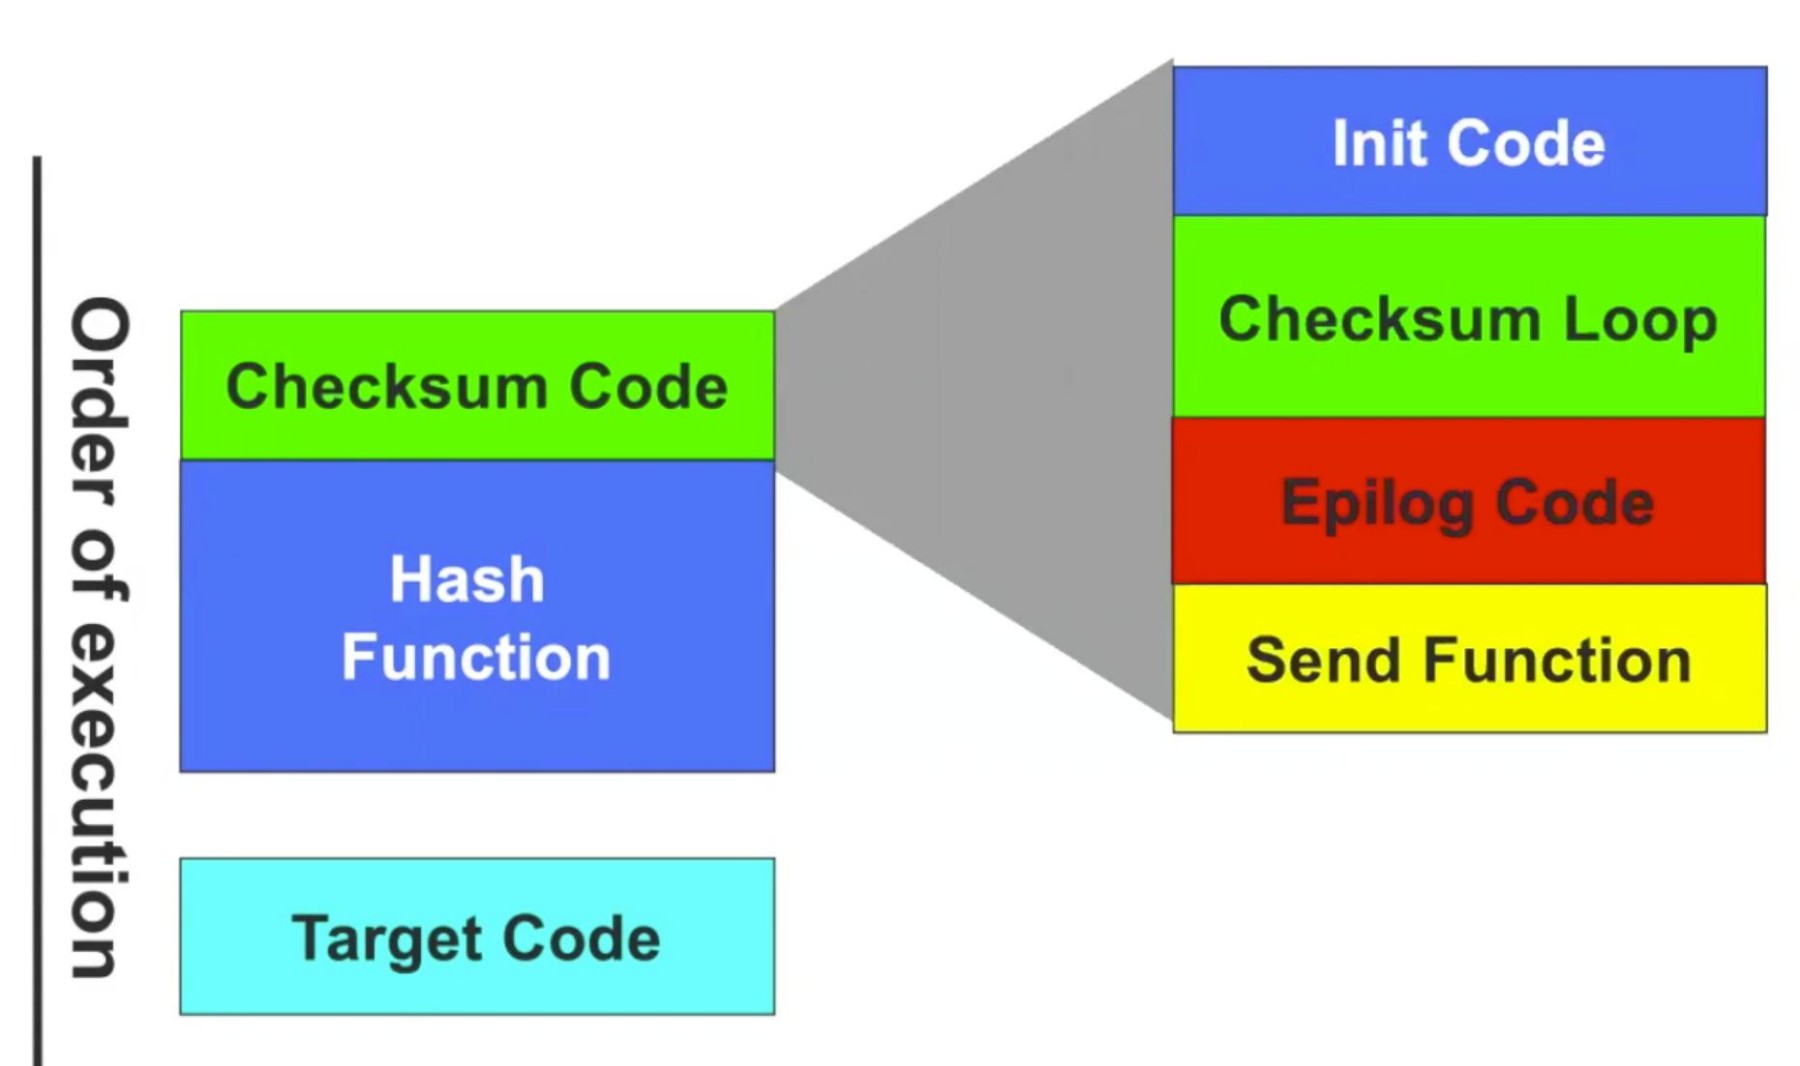 Order of execution
Checksum Code
Hash
Function
Target Code
Init Code
Checksum Loop
Epilog Code
Send Function